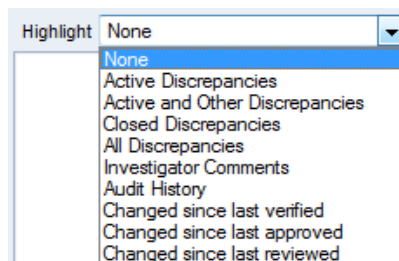 Highlight None
None
Active Discrepancies
Active and Other Discrepancies
Closed Discrepancies
All Discrepancies
Investigator Comments
Audit History
Changed since last verified
Changed since last approved
Changed since last reviewed